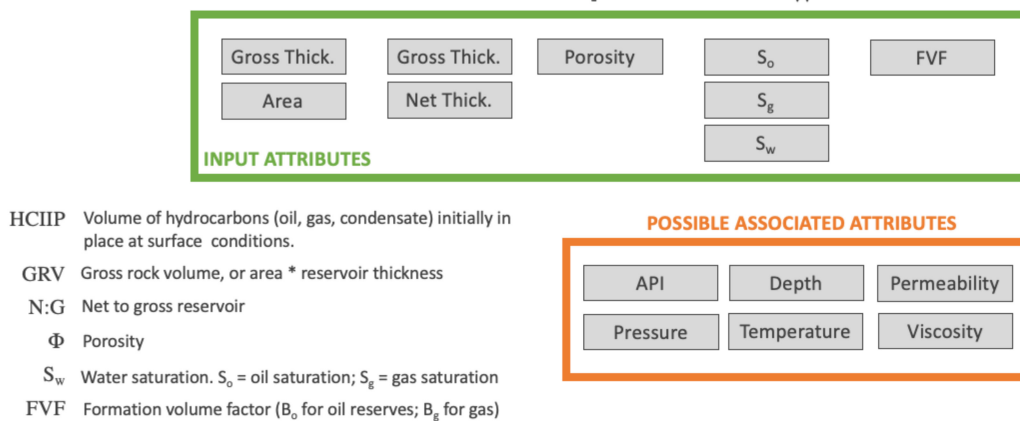 Gross Thick. Gross Thick. Porosity So FVF
Area Net Thick. Sg
Sw
INPUT ATTRIBUTES
HCIIP Volume of hydrocarbons (oil, gas, condensate) initially in
place at surface conditions.
GRV Gross rock volume, or area * reservoir thickness
N:G Net to gross reservoir
Φ Porosity
Sw Water saturation. So = oil saturation; Sg = gas saturation
FVF Formation volume factor (Bo for oil reserves; Bg for gas)
POSSIBLE ASSOCIATED ATTRIBUTES
API Depth Permeability
Pressure Temperature Viscosity